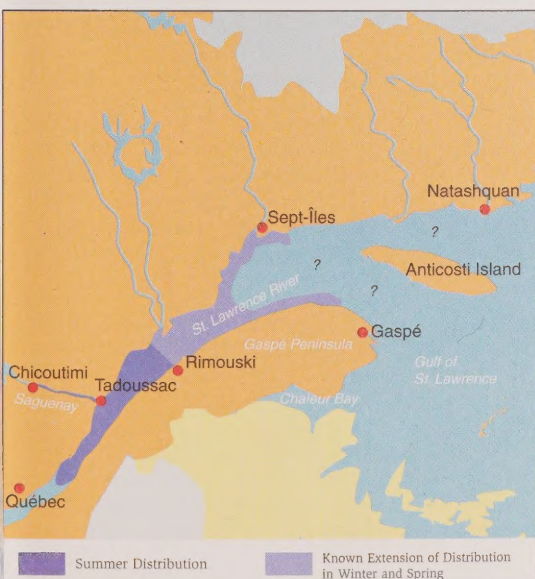 Natashquan
Sept-Îles
?
?
Anticosti Island
?
St. Lawrence River
Gaspé
Gaspé Peninsula
Gulf of
St. Lawrence
Rimouski
Chicoutimi
Saguenay
Tadoussac
Chaleur Bay
Québec
Summer Distribution
Known Extension of Distribution
in Winter and Spring